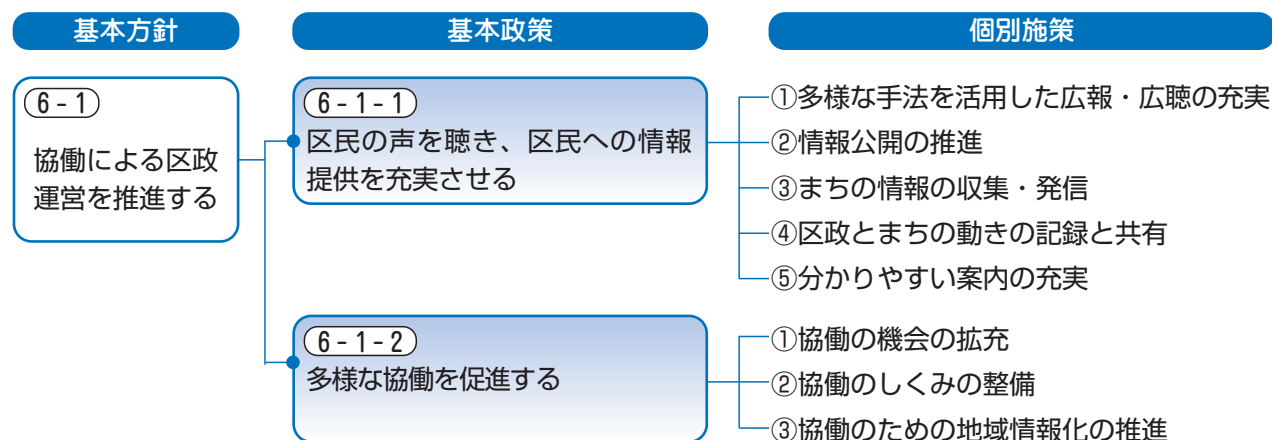 基本方針
基本政策
個別施策
6-1
協働による区政
運営を推進する
6-1-1
区民の声を聴き、区民への情報
提供を充実させる
①多様な手法を活用した広報・広聴の充実
②情報公開の推進
③まちの情報の収集・発信
④区政とまちの動きの記録と共有
⑤分かりやすい案内の充実
6-1-2
多様な協働を促進する
①協働の機会の拡充
②協働のしくみの整備
③協働のための地域情報化の推進